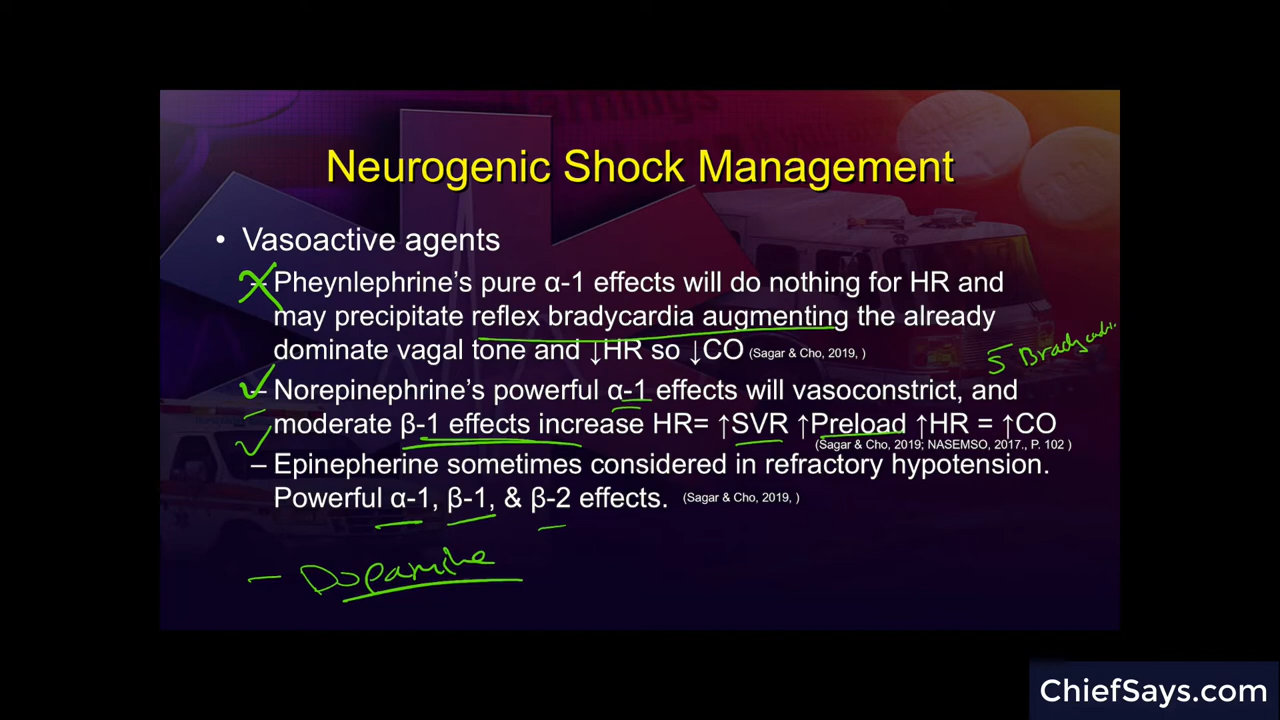 Neurogenic Shock Management
• Vasoactive agents
– Pheynlephrine's pure α-1 effects will do nothing for HR and
may precipitate reflex bradycardia augmenting the already
dominate vagal tone and ↓HR so ↓CO (Sagar & Cho, 2019, )
– Norepinephrine's powerful α-1 effects will vasoconstrict, and
moderate β-1 effects increase HR= ↑SVR ↑Preload ↑HR = ↑CO
(Sagar & Cho, 2019; NASEMSO, 2017., P. 102 )
– Epinepherine sometimes considered in refractory hypotension.
Powerful α-1, β-1, & β-2 effects. (Sagar & Cho, 2019, )
– Dopamine
ChiefSays.com